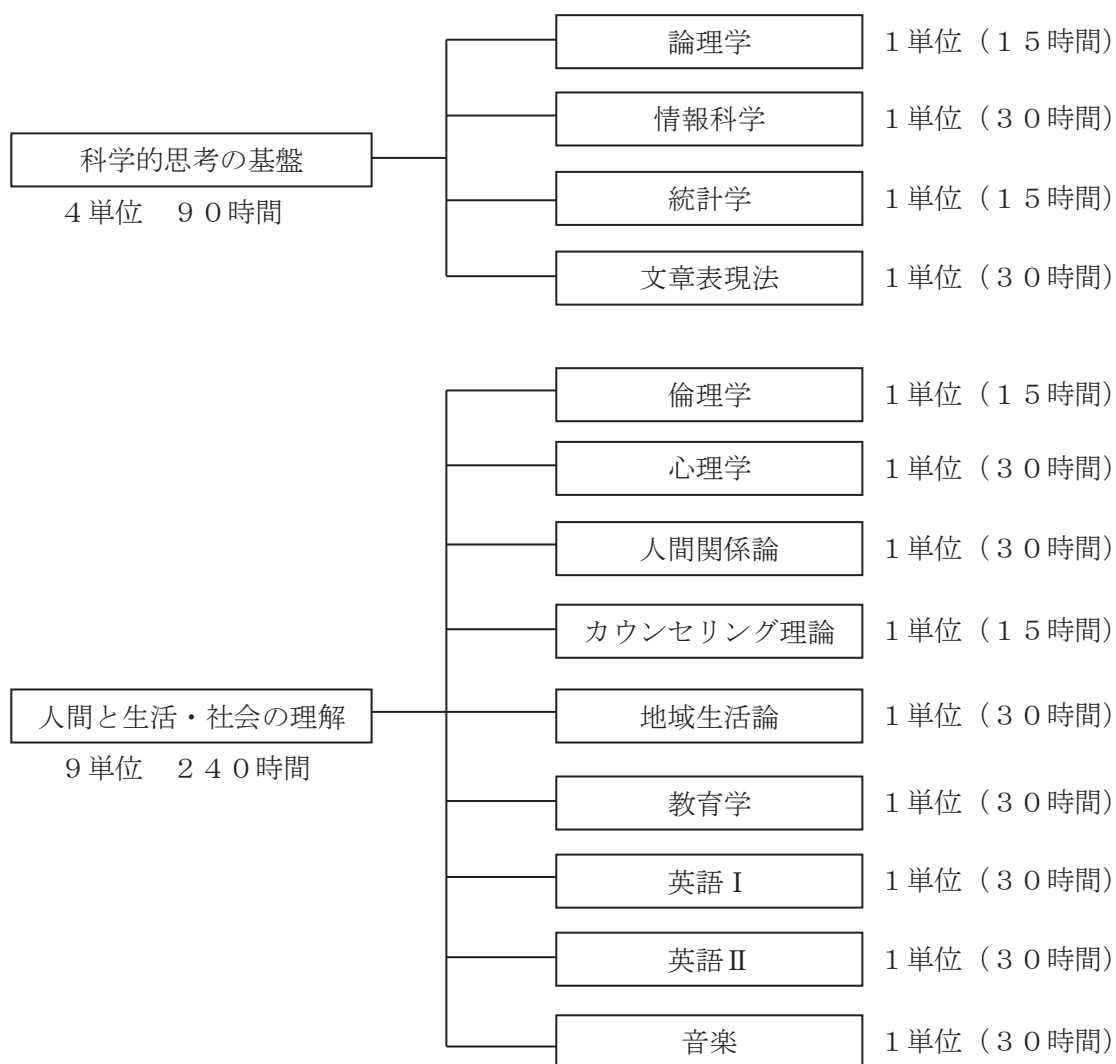 論理学 １単位（１５時間）
情報科学 １単位（３０時間）
科学的思考の基盤
４単位　９０時間
統計学 １単位（１５時間）
文章表現法 １単位（３０時間）
倫理学 １単位（１５時間）
心理学 １単位（３０時間）
人間関係論 １単位（３０時間）
カウンセリング理論 １単位（１５時間）
人間と生活・社会の理解
９単位　２４０時間
地域生活論 １単位（３０時間）
教育学 １単位（３０時間）
英語Ⅰ １単位（３０時間）
英語Ⅱ １単位（３０時間）
音楽 １単位（３０時間）